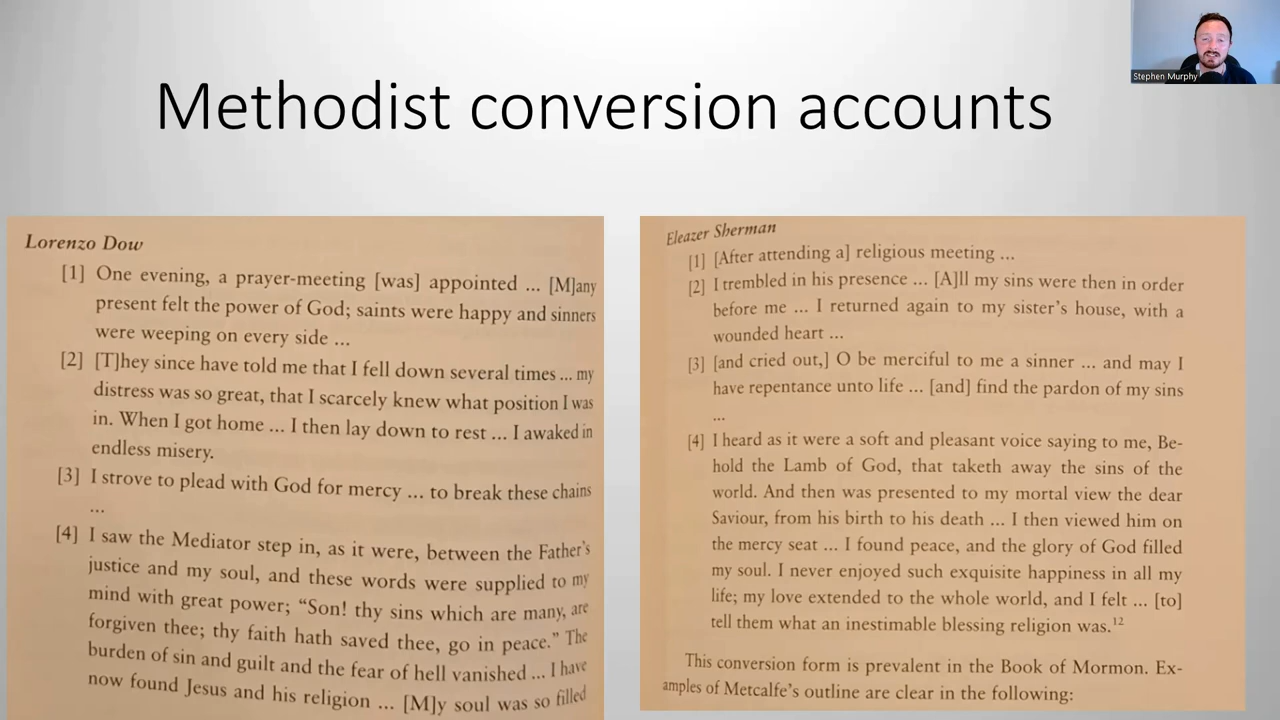 Stephen Murphy
Methodist conversion accounts
Lorenzo Dow
[1] One evening, a prayer-meeting [was] appointed ... [M]any
present felt the power of God; saints were happy and sinners
were weeping on every side ...
[2] [T]hey since have told me that I fell down several times ... my
distress was so great, that I scarcely knew what position I was
in. When I got home ... I then lay down to rest ... I awaked in
endless misery.
[3] I strove to plead with God for mercy ... to break these chains
...
[4] I saw the Mediator step in, as it were, between the Father's
justice and my soul, and these words were supplied to my
mind with great power; “Son! thy sins which are many, are
forgiven thee; thy faith hath saved thee, go in peace.” The
burden of sin and guilt and the fear of hell vanished ... I have
now found Jesus and his religion ... [M]y soul was so filled
Eleazer Sherman
[1] [After attending a] religious meeting ...
[2] I trembled in his presence ... [A]ll my sins were then in order
before me ... I returned again to my sister's house, with a
wounded heart ...
[3] [and cried out,] O be merciful to me a sinner ... and may I
have repentance unto life ... [and] find the pardon of my sins
...
[4] I heard as it were a soft and pleasant voice saying to me, Be-
hold the Lamb of God, that taketh away the sins of the
world. And then was presented to my mortal view the dear
Saviour, from his birth to his death ... I then viewed him on
the mercy seat ... I found peace, and the glory of God filled
my soul. I never enjoyed such exquisite happiness in all my
life; my love extended to the whole world, and I felt ... [to]
tell them what an inestimable blessing religion was.12
This conversion form is prevalent in the Book of Mormon. Ex-
amples of Metcalfe's outline are clear in the following: